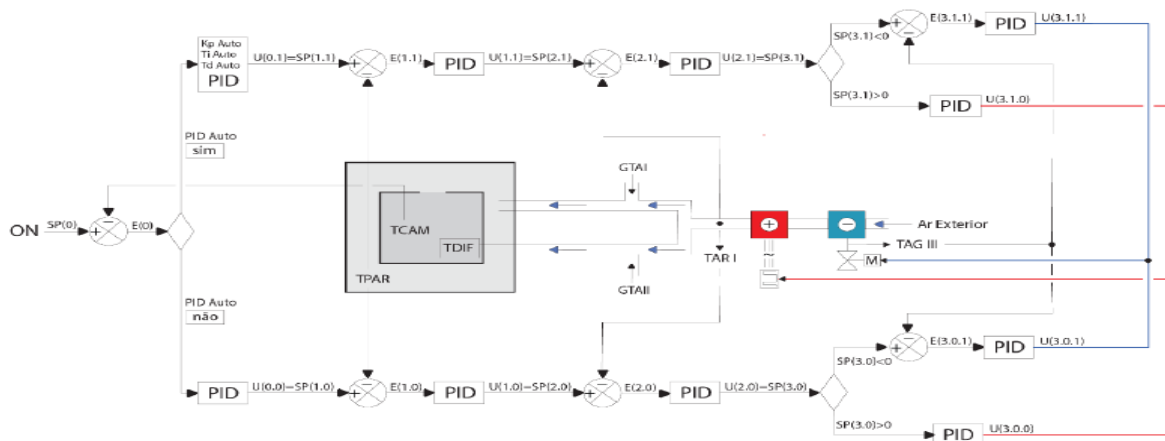 Kp Auto
Ti Auto
Td Auto
PID
U(0.1)=SP(1.1)
E(1.1)
PID
U(1.1)=SP(2.1)
E(2.1)
PID
U(2.1)=SP(3.1)
SP(3.1)<0
E(3.1.1)
PID
U(3.1.1)
SP(3.1)>0
PID
U(3.1.0)
PID Auto
sim
ON
SP(0)
E(0)
TCAM
TDIF
TPAR
GTAI
GTAII
TAR I
Ar Exterior
TAG III
M
PID Auto
não
PID
U(0.0)=SP(1.0)
E(1.0)
PID
U(1.0)=SP(2.0)
E(2.0)
PID
U(2.0)=SP(3.0)
SP(3.0)<0
E(3.0.1)
PID
U(3.0.1)
SP(3.0)>0
PID
U(3.0.0)